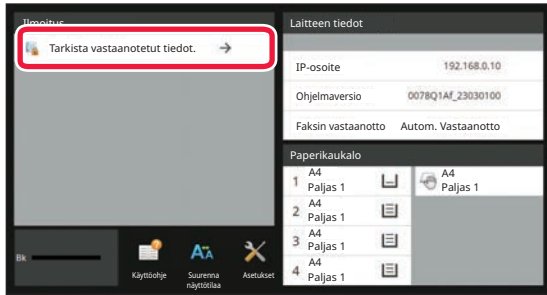 Ilmoitus
Tarkista vastaanotetut tiedot.
Laitteen tiedot
IP-osoite 192.168.0.10
Ohjelmaversio 0078Q1Af_23030100
Faksin vastaanotto Autom. Vastaanotto
Paperikaukalo
1 A4
Paljas 1
A4
Paljas 1
2 A4
Paljas 1
3 A4
Paljas 1
4 A4
Paljas 1
Bk
Käyttöohje
Suurenna
näyttötilaa
Asetukset